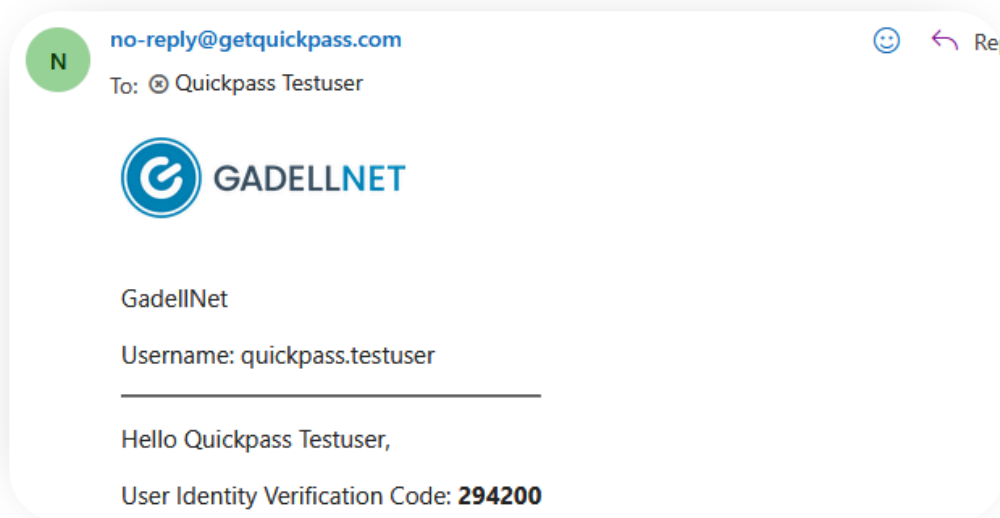 N
no-reply@getquickpass.com
Rep
To: Quickpass Testuser
GADELLNET
GadellNet
Username: quickpass.testuser
Hello Quickpass Testuser,
User Identity Verification Code: 294200